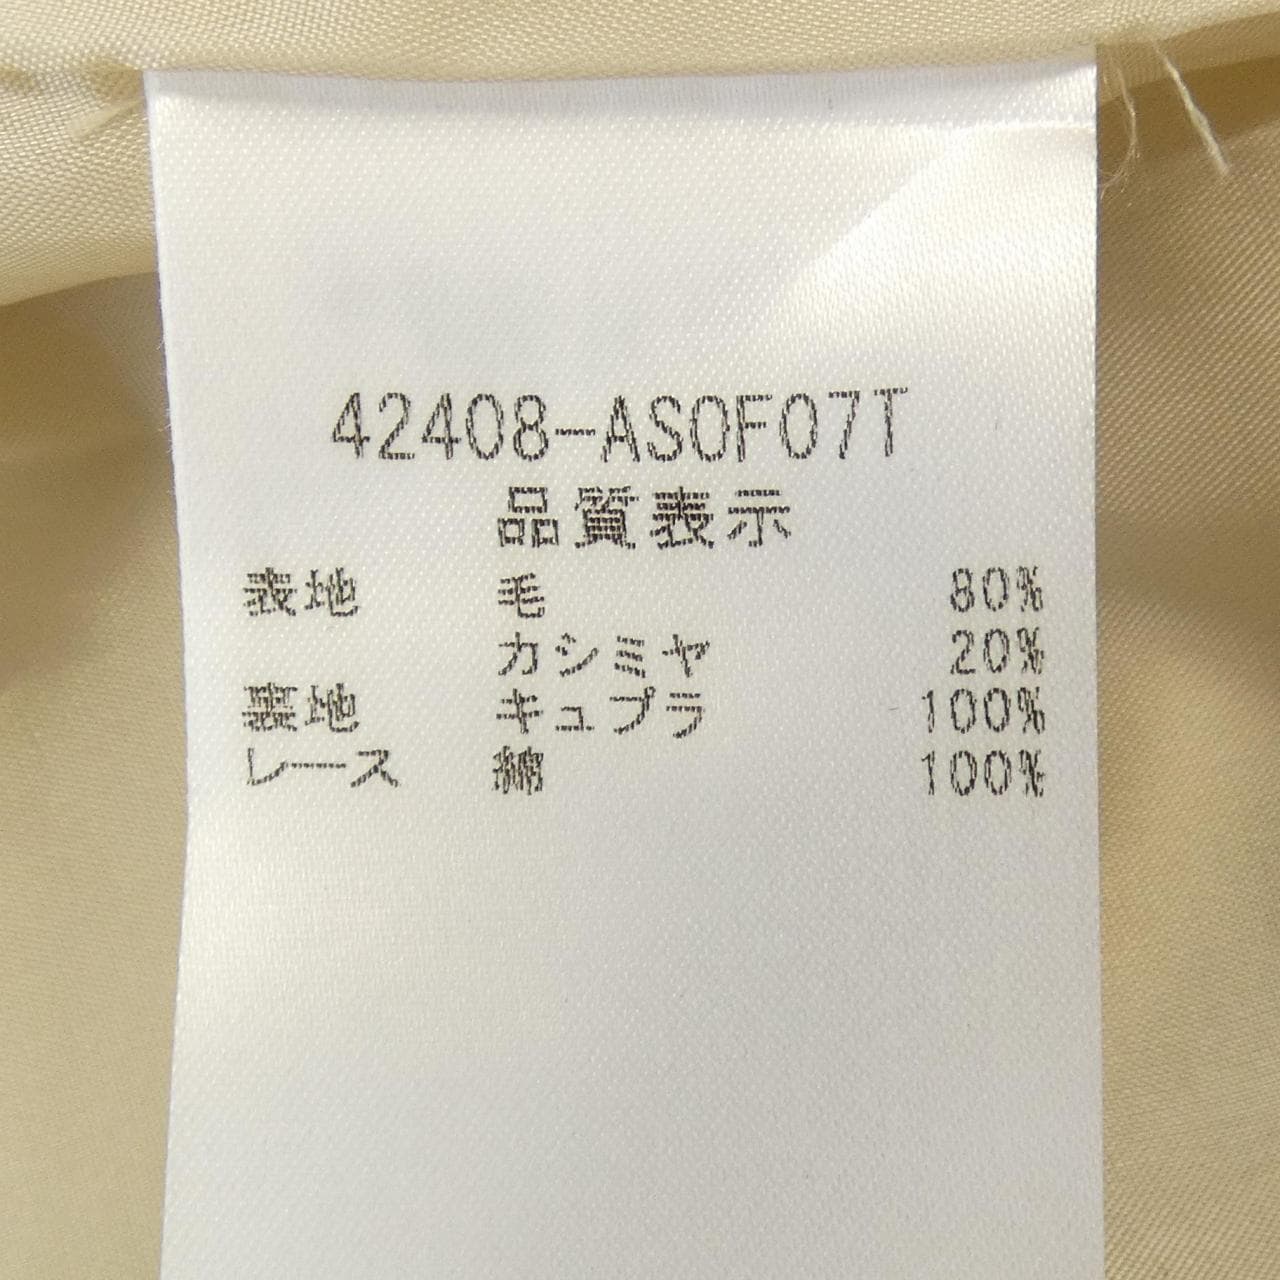 42408-ASOF07T
品質表示
表地 毛 80%
カシミヤ 20%
裏地 キュプラ 100%
レース 綿 100%